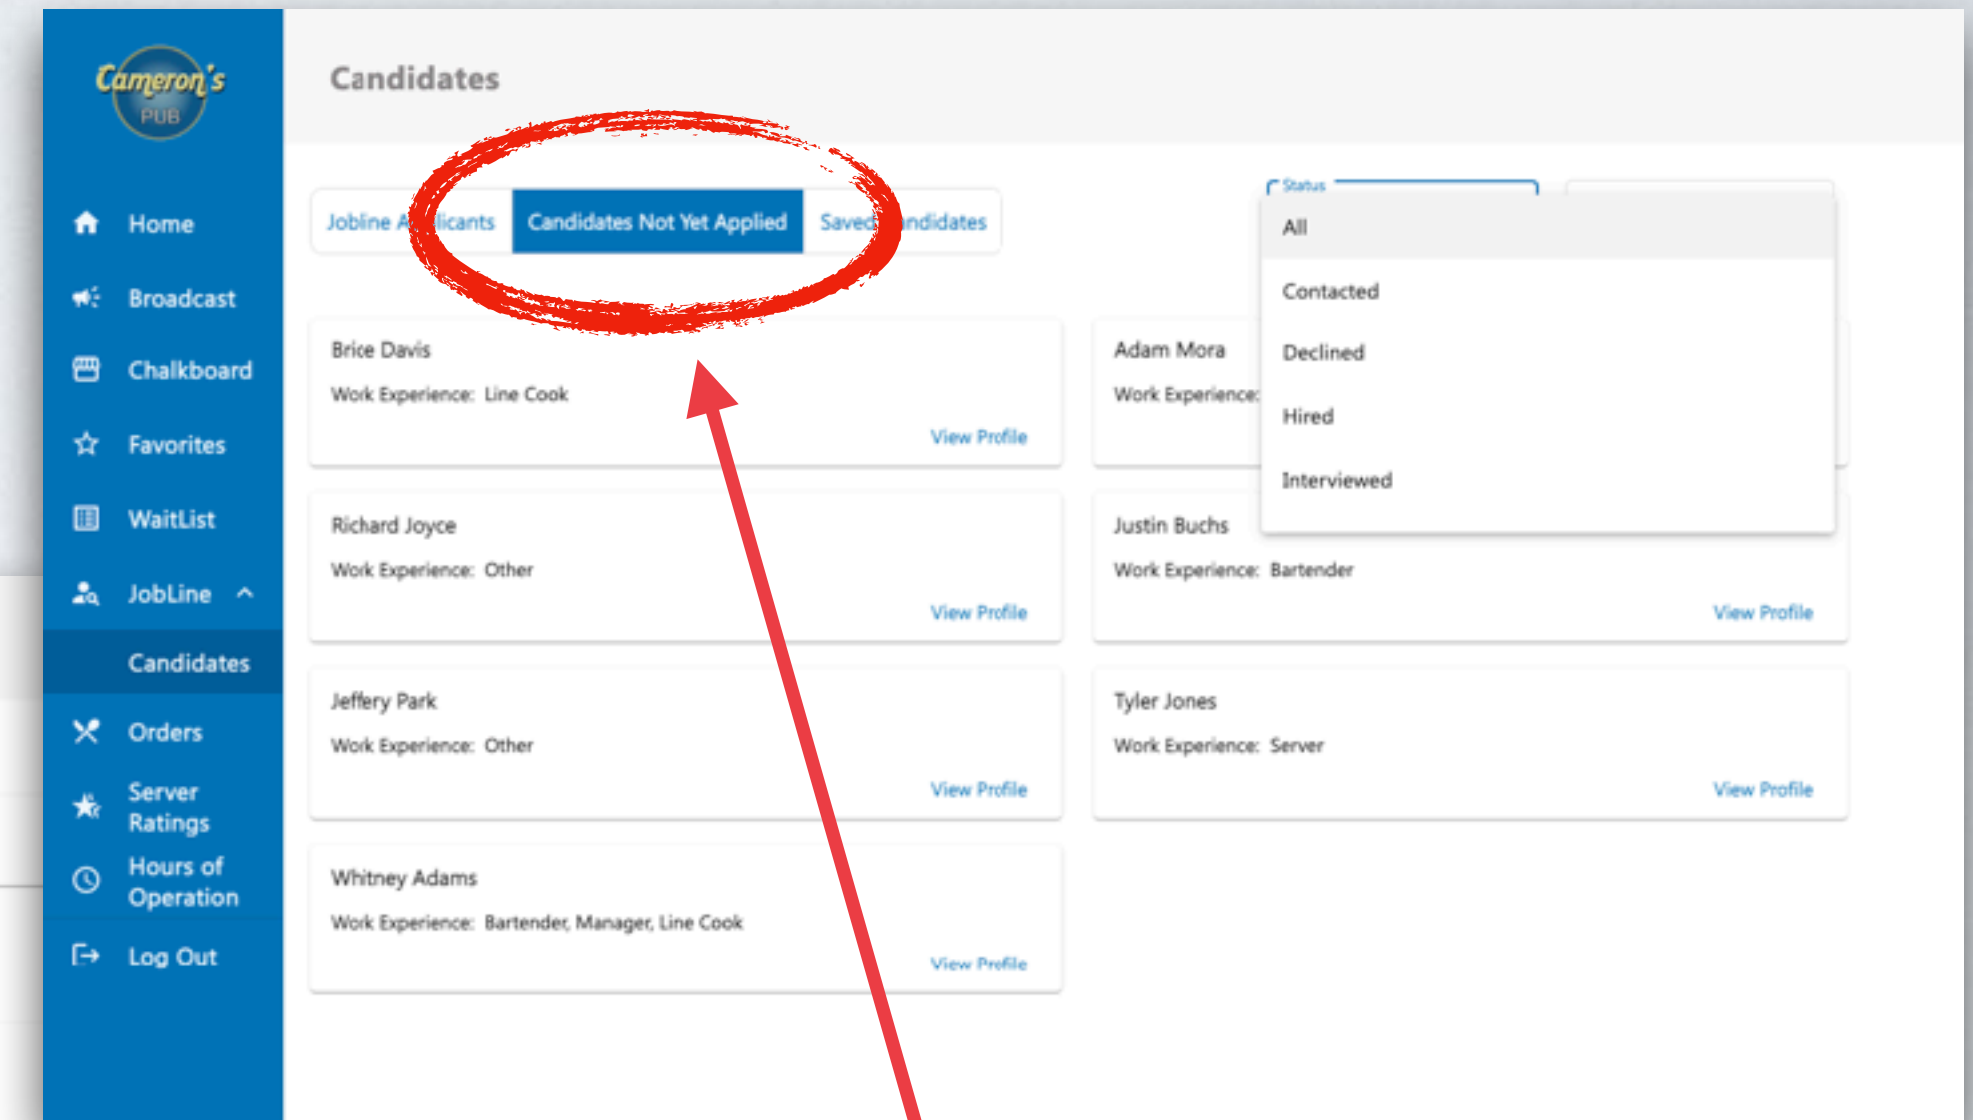 Cameron's
PUB
Candidates
Home
Broadcast
Chalkboard
Favorites
WaitList
JobLine
Candidates
Orders
Server
Ratings
Hours of
Operation
Log Out
Jobline A licants
Candidates Not Yet Applied
Saved ndidates
Status
All
Contacted
Declined
Hired
Interviewed
Brice Davis
Work Experience: Line Cook
View Profile
Adam Mora
Work Experience:
Richard Joyce
Work Experience: Other
View Profile
Justin Buchs
Work Experience: Bartender
View Profile
Jeffery Park
Work Experience: Other
View Profile
Tyler Jones
Work Experience: Server
View Profile
Whitney Adams
Work Experience: Bartender, Manager, Line Cook
View Profile